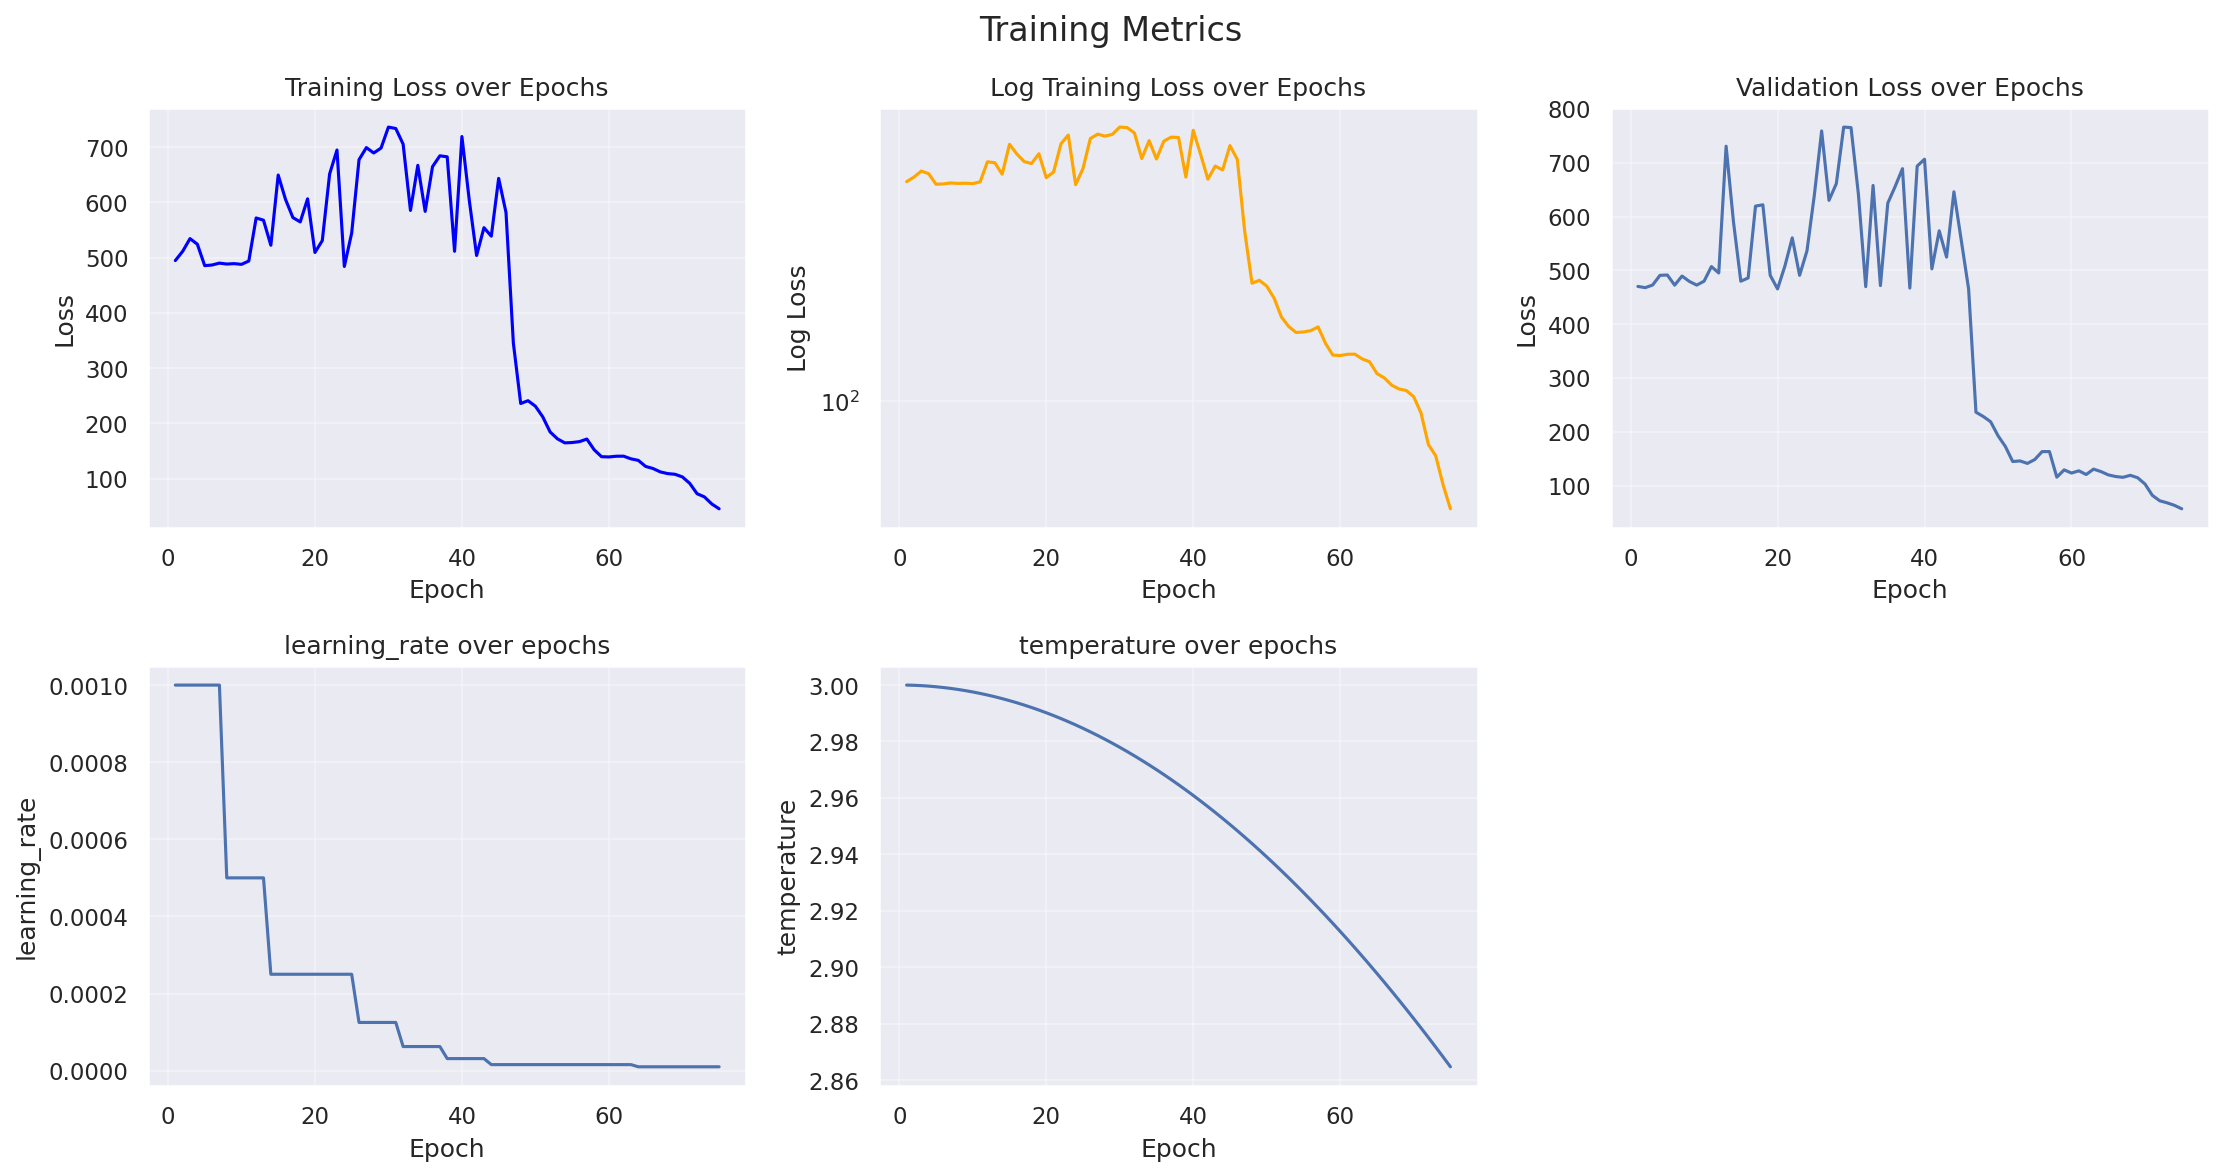 Training Metrics
Training Loss over Epochs
Loss
700
600
500
400
300
200
100
0 20 40 60
Epoch
Log Training Loss over Epochs
Log Loss
10²
0 20 40 60
Epoch
Validation Loss over Epochs
Loss
800
700
600
500
400
300
200
100
0 20 40 60
Epoch
learning_rate over epochs
learning_rate
0.0010
0.0008
0.0006
0.0004
0.0002
0.0000
0 20 40 60
Epoch
temperature over epochs
temperature
3.00
2.98
2.96
2.94
2.92
2.90
2.88
2.86
0 20 40 60
Epoch